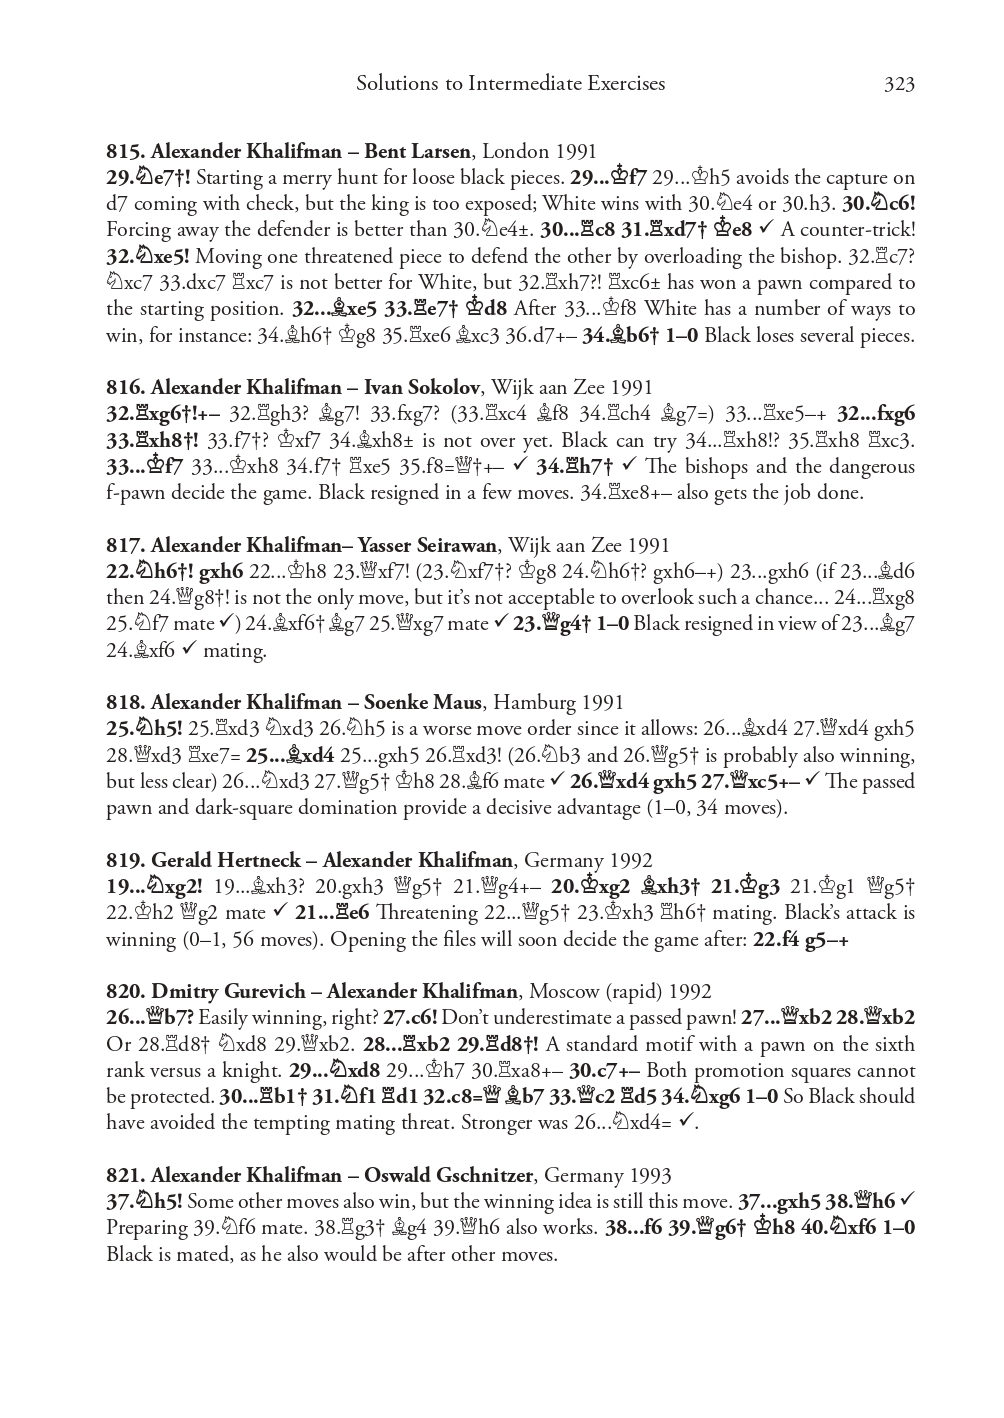 Solutions to Intermediate Exercises 323
815. Alexander Khalifman – Bent Larsen, London 1991
29.♘e7†! Starting a merry hunt for loose black pieces. 29...♔f7 29...♔h5 avoids the capture on
d7 coming with check, but the king is too exposed; White wins with 30.♘e4 or 30.h3. 30.♘c6!
Forcing away the defender is better than 30.♘e4±. 30...♖c8 31.♖xd7† ♔e8 ✓ A counter-trick!
32.♘xe5! Moving one threatened piece to defend the other by overloading the bishop. 32.♖c7?
♘xc7 33.dxc7 ♖xc7 is not better for White, but 32.♖xh7?! ♖xc6± has won a pawn compared to
the starting position. 32...♗xe5 33.♖e7† ♔d8 After 33...♔f8 White has a number of ways to
win, for instance: 34.♗h6† ♔g8 35.♖xe6 ♗xc3 36.d7+– 34.♗b6† 1–0 Black loses several pieces.
816. Alexander Khalifman – Ivan Sokolov, Wijk aan Zee 1991
32.♖xg6†!+– 32.♖gh3? ♗g7! 33.fxg7? (33.♖xc4 ♗f8 34.♖ch4 ♗g7=) 33...♖xe5–+ 32...fxg6
33.♖xh8†! 33.f7†? ♔xf7 34.♗xh8± is not over yet. Black can try 34...♖xh8!? 35.♖xh8 ♖xc3.
33...♔f7 33...♔xh8 34.f7† ♖xe5 35.f8=♕†+– ✓ 34.♖h7† ✓ The bishops and the dangerous
f-pawn decide the game. Black resigned in a few moves. 34.♖xe8+– also gets the job done.
817. Alexander Khalifman– Yasser Seirawan, Wijk aan Zee 1991
22.♘h6†! gxh6 22...♔h8 23.♕xf7! (23.♘xf7†? ♔g8 24.♘h6†? gxh6–+) 23...gxh6 (if 23...♗d6
then 24.♕g8†! is not the only move, but it’s not acceptable to overlook such a chance... 24...♖xg8
25.♘f7 mate ✓) 24.♗xf6† ♗g7 25.♕xg7 mate ✓ 23.♕g4† 1–0 Black resigned in view of 23...♗g7
24.♗xf6 ✓ mating.
818. Alexander Khalifman – Soenke Maus, Hamburg 1991
25.♘h5! 25.♖xd3 ♘xd3 26.♘h5 is a worse move order since it allows: 26...♗xd4 27.♕xd4 gxh5
28.♕xd3 ♖xe7= 25...♗xd4 25...gxh5 26.♖xd3! (26.♘b3 and 26.♕g5† is probably also winning,
but less clear) 26...♘xd3 27.♕g5† ♔h8 28.♗f6 mate ✓ 26.♕xd4 gxh5 27.♕xc5+– ✓ The passed
pawn and dark-square domination provide a decisive advantage (1–0, 34 moves).
819. Gerald Hertneck – Alexander Khalifman, Germany 1992
19...♘xg2! 19...♗xh3? 20.gxh3 ♕g5† 21.♕g4+– 20.♔xg2 ♗xh3† 21.♔g3 21.♔g1 ♕g5†
22.♔h2 ♕g2 mate ✓ 21...♖e6 Threatening 22...♕g5† 23.♔xh3 ♖h6† mating. Black’s attack is
winning (0–1, 56 moves). Opening the files will soon decide the game after: 22.f4 g5–+
820. Dmitry Gurevich – Alexander Khalifman, Moscow (rapid) 1992
26...♕b7? Easily winning, right? 27.c6! Don’t underestimate a passed pawn! 27...♕xb2 28.♕xb2
Or 28.♖d8† ♘xd8 29.♕xb2. 28...♖xb2 29.♖d8†! A standard motif with a pawn on the sixth
rank versus a knight. 29...♘xd8 29...♔h7 30.♖xa8+– 30.c7+– Both promotion squares cannot
be protected. 30...♖b1† 31.♘f1 ♖d1 32.c8=♕ ♗b7 33.♕c2 ♖d5 34.♘xg6 1–0 So Black should
have avoided the tempting mating threat. Stronger was 26...♘xd4= ✓.
821. Alexander Khalifman – Oswald Gschnitzer, Germany 1993
37.♘h5! Some other moves also win, but the winning idea is still this move. 37...gxh5 38.♕h6 ✓
Preparing 39.♘f6 mate. 38.♖g3† ♗g4 39.♕h6 also works. 38...f6 39.♕g6† ♔h8 40.♘xf6 1–0
Black is mated, as he also would be after other moves.